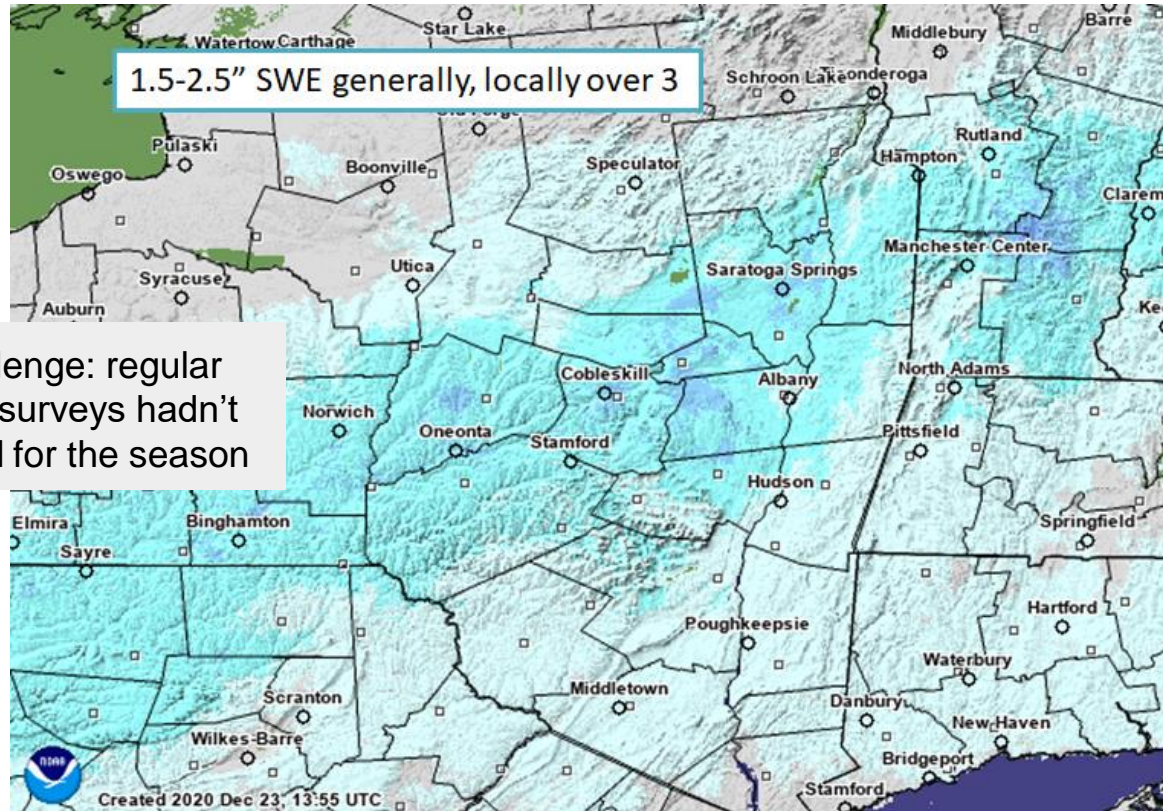 Star Lake
Barre
Middlebury
Watertow
Carthage
1.5-2.5” SWE generally, locally over 3
Schroon Lake
onderoga
Rutland
Pulaski
Boonville
Speculator
Hampton
Oswego
Clarem
Manchester Center
Utica
Saratoga Springs
Syracuse
Auburn
Ke
lenge: regular
surveys hadn’t
for the season
Cobleskill
Albany
North Adams
Norwich
Oneonta
Stamford
Pittsfield
Hudson
Elmira
Binghamton
Springfield
Sayre
Hartford
Poughkeepsie
Waterbury
Scranton
Middletown
Danbury
New Haven
Wilkes-Barre
Bridgeport
NOAA
Created 2020 Dec 23, 13:55 UTC
Stamford